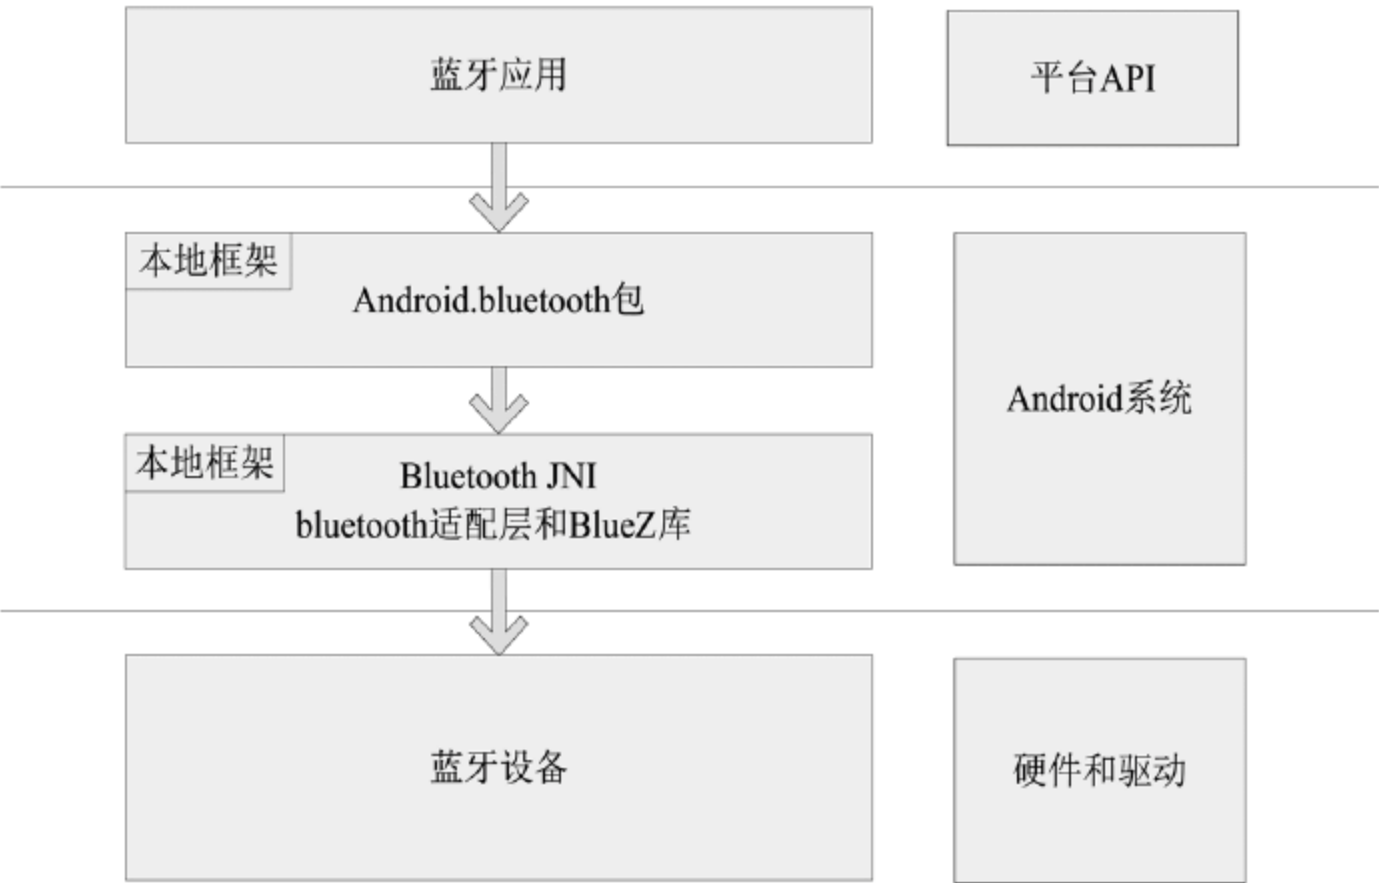 蓝牙应用
平台API
本地框架
Android.bluetooth包
Android系统
本地框架
Bluetooth JNI
bluetooth适配层和BlueZ库
蓝牙设备
硬件和驱动